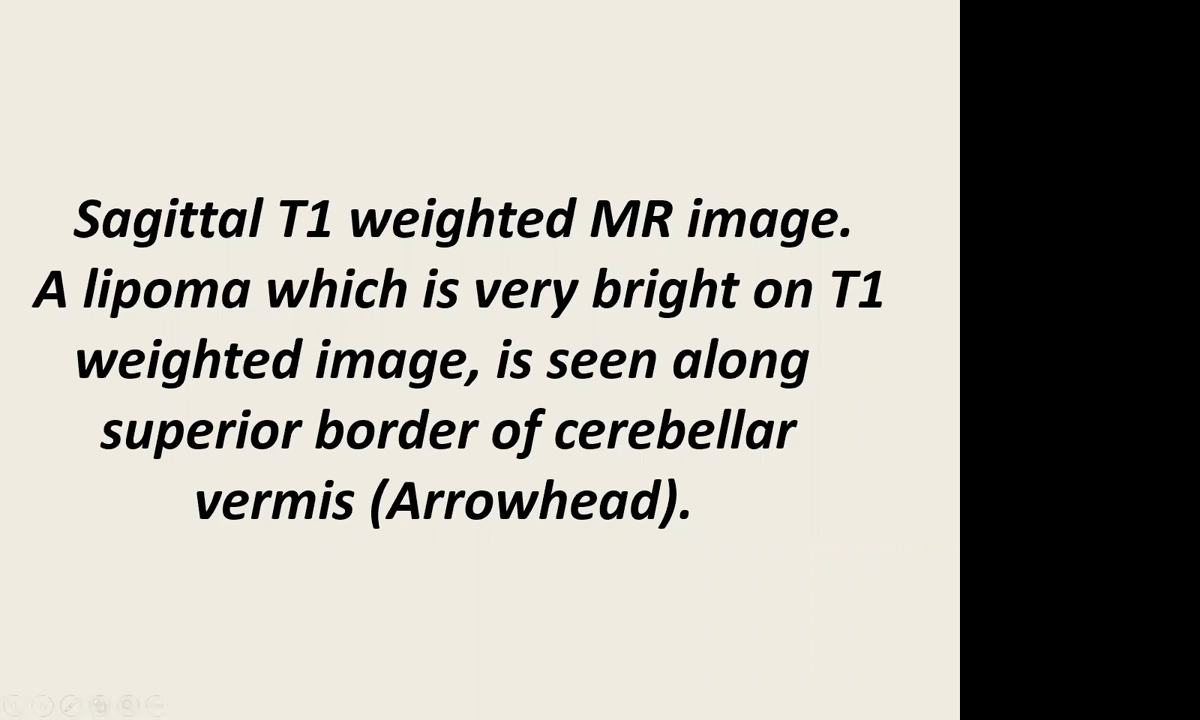 Sagittal T1 weighted MR image.
A lipoma which is very bright on T1
weighted image, is seen along
superior border of cerebellar
vermis (Arrowhead).